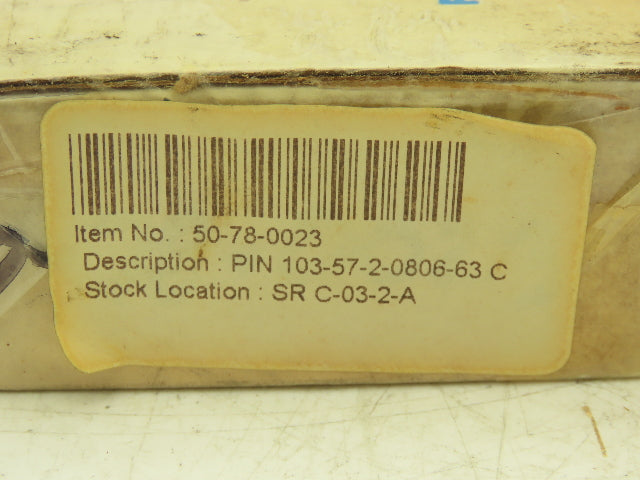 Item No. : 50-78-0023
Description : PIN 103-57-2-0806-63 C
Stock Location : SR C-03-2-A